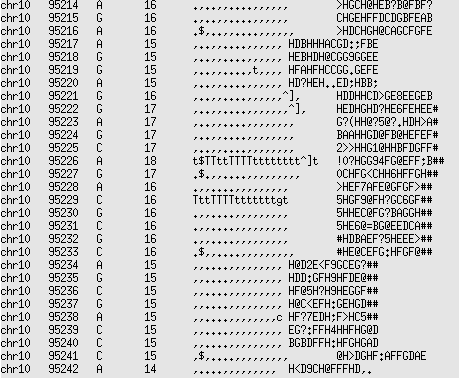 chr10 95214 A 16 .,......,,.,,,,,, >HGCH@HEB?B@FBF?
chr10 95215 G 16 .,......,,.,,,,,, CHGEHFFDCDGBFEAB
chr10 95216 A 16 .$,......,,.,,,,,, >HDCHGH@CAGCFGFE
chr10 95217 A 15 ,......,,.,,,,,, HDBHHHACGD:;FBE
chr10 95218 G 15 ,......,,.,,,,,, HEBHDH@CGG9GGEE
chr10 95219 G 15 ,......,,.t,,,,, HFAHFHCCGG.GEFE
chr10 95220 A 15 ,......,,.,,,,,, HD?HEH..ED;HBB;
chr10 95221 G 16 ,......,,.,,,,,,^], HDDHHCD>GE8EEGEB
chr10 95222 G 17 ,......,,.,,,,,,^], HEDHGHD?HE6FEHEE#
chr10 95223 A 17 G?(HH@?5@?.HDH>A#
chr10 95224 G 17 BAAHHGD@FB@HEFEF#
chr10 95225 C 17 2>>HHG1@HHBFDGFF#
chr10 95226 A 18 t$TTttTTTTttttttttt^]t !0?HGG94FG@EFF;B##
chr10 95227 G 17 0CHFG<CHH6HFFGH##
chr10 95228 A 16 >HEF7AFE@GFGF>##
chr10 95229 C 16 TttTTTTtttttttgt 5HGF9@FH?GC6GF##
chr10 95230 G 16 5HHEC@FG?BAGGH##
chr10 95231 C 16 5HE6@=BG@EEDCA##
chr10 95232 G 16 #HDBAEF?5HEEE>##
chr10 95233 C 16 #HE@CEFG:HFGF@##
chr10 95234 A 15 H@D2E<F9GCEG?##
chr10 95235 G 15 HDD:GFH9HFDE@##
chr10 95236 C 15 HF@5H?H9HEGGF##
chr10 95237 G 15 H@C<EFH:GEHGD##
chr10 95238 A 15 HF?7EDH;F>HC5##
chr10 95239 C 15 EG?:FFH4HHFHG@D
chr10 95240 C 15 BGBDFFH:HFGHGAD
chr10 95241 C 15 @H>DGHF:AFFGDAE
chr10 95242 A 14 H<D9CH@FFFHD,.